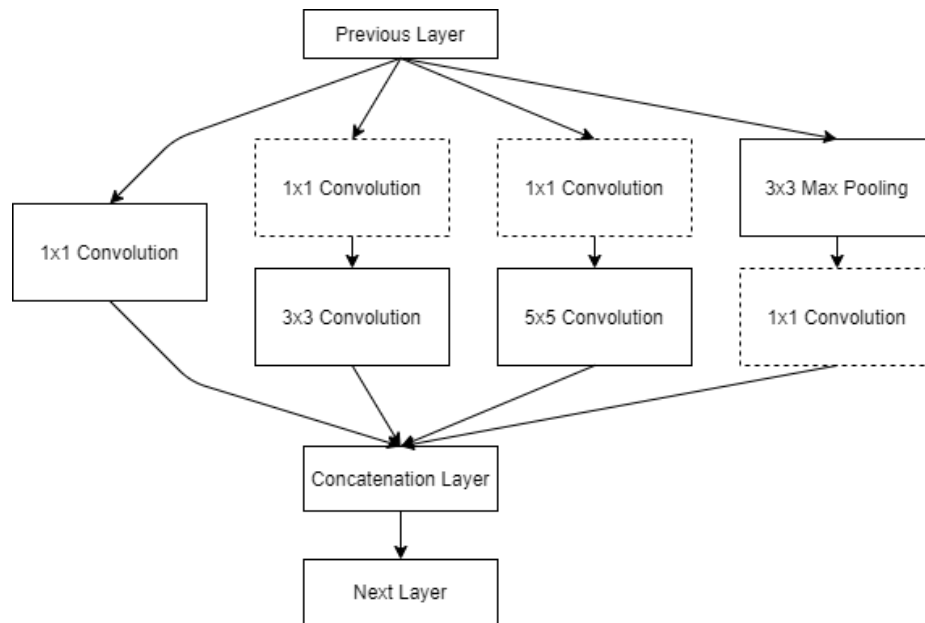 Previous Layer
1x1 Convolution
1x1 Convolution
3x3 Max Pooling
1x1 Convolution
3x3 Convolution
5x5 Convolution
1x1 Convolution
Concatenation Layer
Next Layer